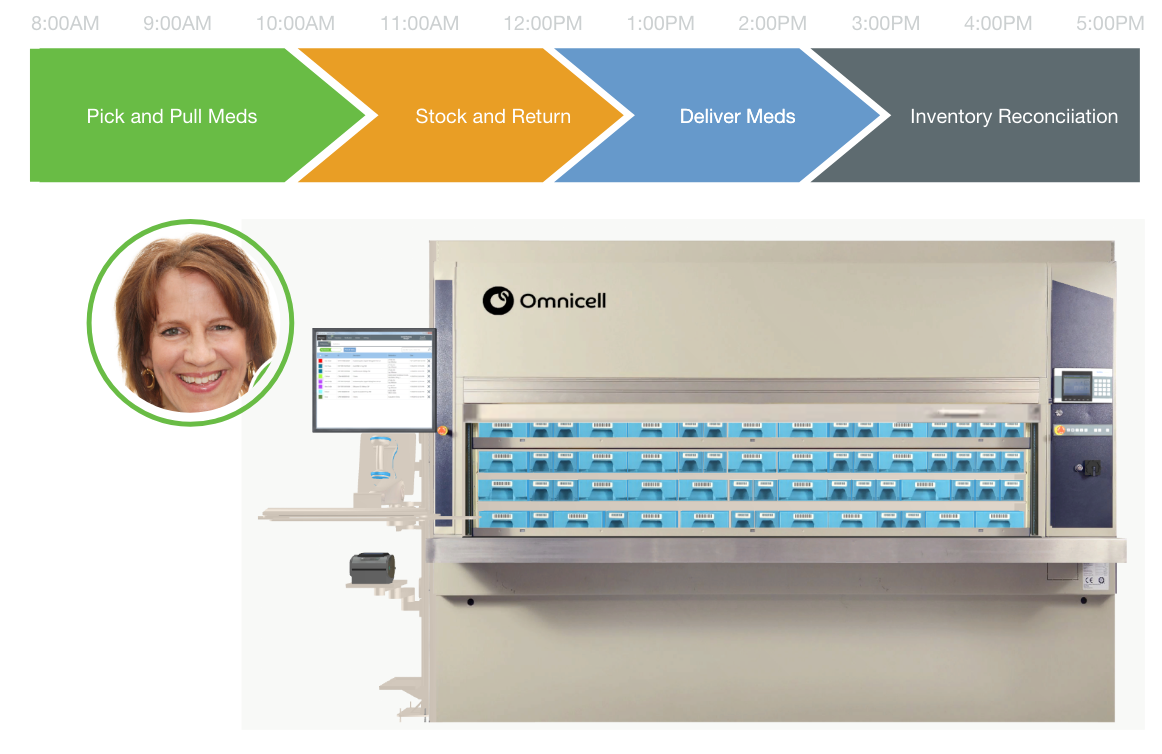 8:00AM 9:00AM 10:00AM 11:00AM 12:00PM 1:00PM 2:00PM 3:00PM 4:00PM 5:00PM
Pick and Pull Meds Stock and Return Deliver Meds Inventory Reconciiation
Omnicell